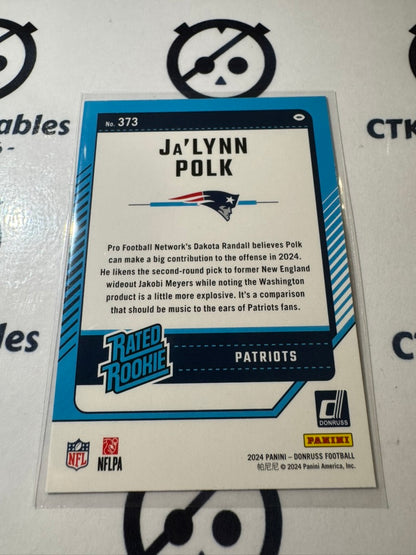 tables
S-
CTK
No. 373
JA'LYNN
POLK
Pro Football Network's Dakota Randall believes Polk
can make a big contribution to the offense in 2024.
He likens the second-round pick to former New England
wideout Jakobi Meyers while noting the Washington
product is a little more explosive. It's a comparison
that should be music to the ears of Patriots fans.
RATED
ROOKIE
PATRIOTS
d
DONRUSS
PANINI
NFL
NFLPA
2024 PANINI – DONRUSS FOOTBALL
帕尼尼 © 2024 Panini America, Inc.